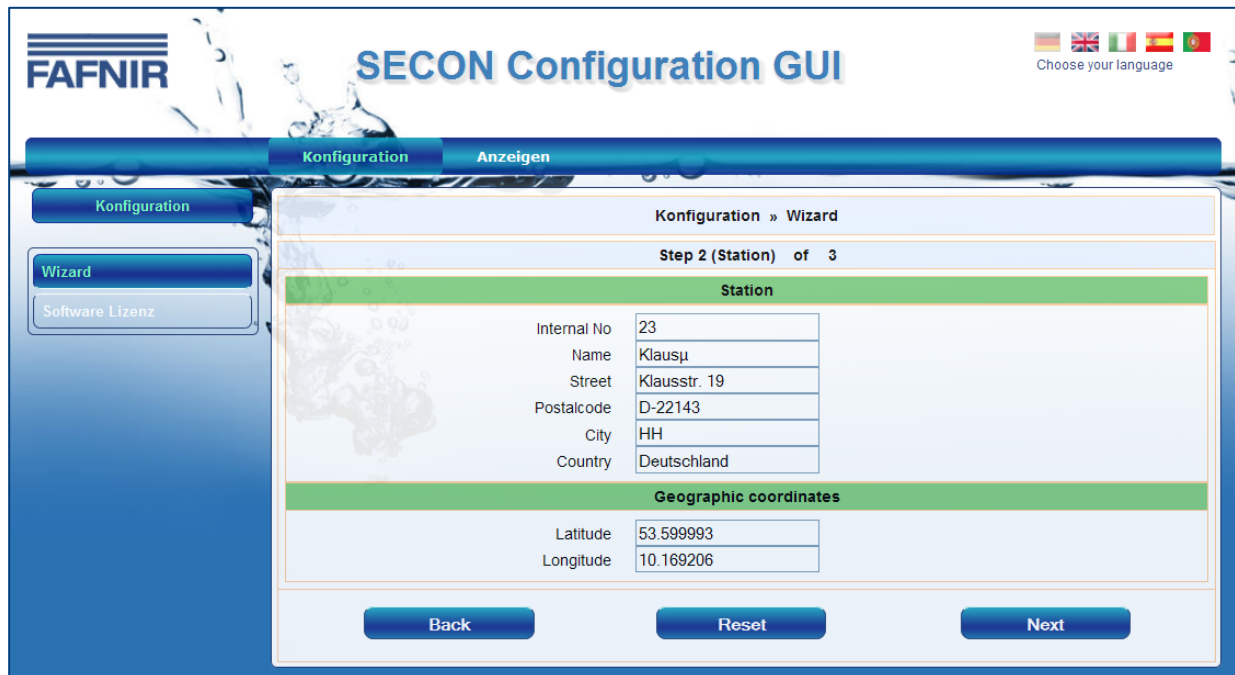 FAFNIR
SECON Configuration GUI
Choose your language
Konfiguration Anzeigen
Konfiguration
Wizard
Software Lizenz
Konfiguration » Wizard
Step 2 (Station) of 3
Station
Internal No 23
Name Klausµ
Street Klausstr. 19
Postalcode D-22143
City HH
Country Deutschland
Geographic coordinates
Latitude 53.599993
Longitude 10.169206
Back Reset Next